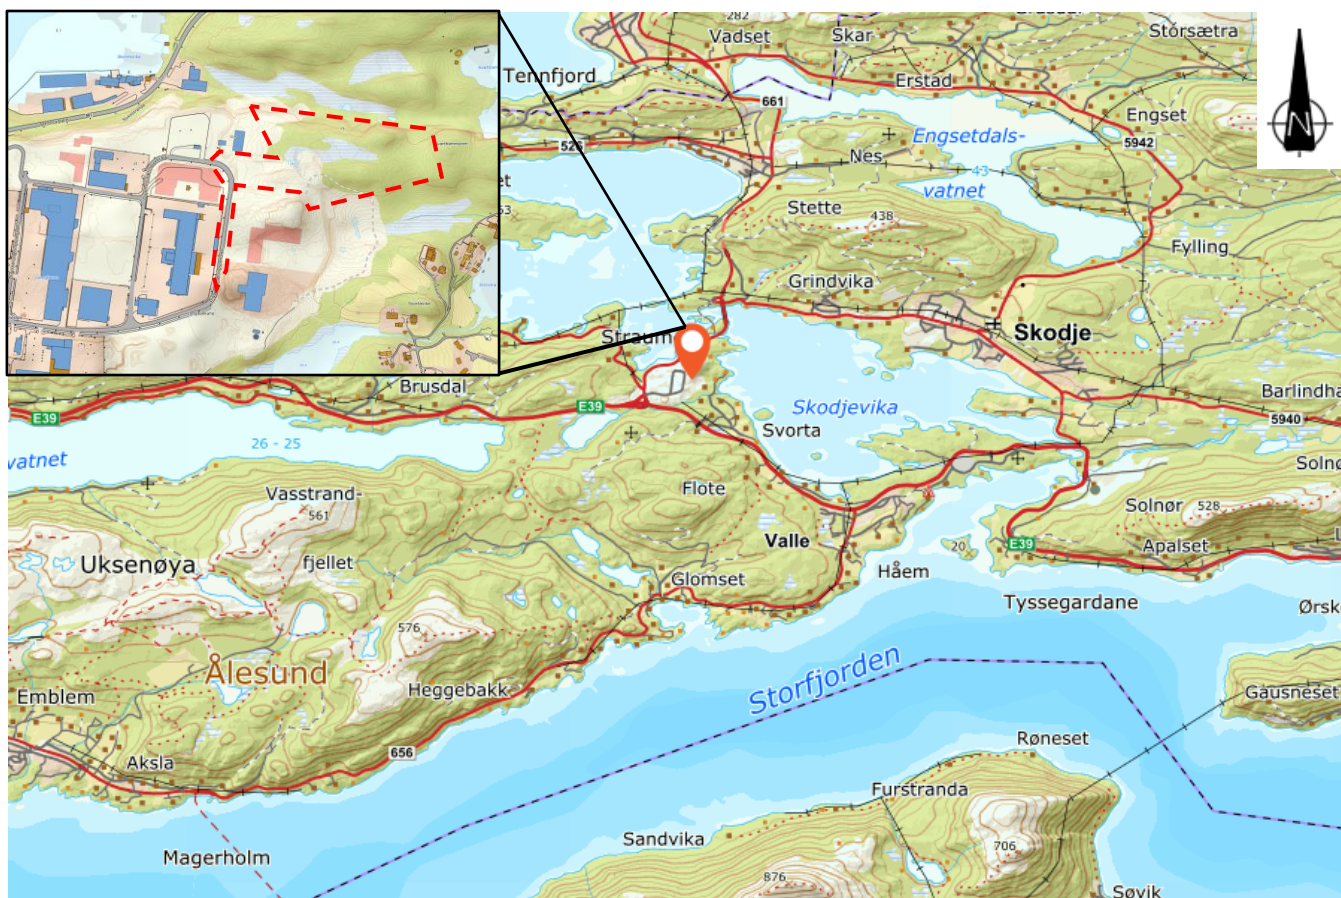 282
Vadset
Skar
Storsætra
Tennfjord
Erstad
661
Engset
Engsetdals-
5942
526
Nes
43
vatnet
Stette
438
Fylling
Grindvika
Skodje
Straum
Brusdal
Barlindha
E39
E39
Skodjevika
5940
Svorta
26 - 25
vatnet
Solnø
Vasstrand-
Flote
561
Solnør
528
Valle
E39
Apalset
Uksenøya
fjellet
20
Håem
Glomset
Tyssegardane
Ørsk
576
Ålesund
Storfjorden
Emblem
Heggebakk
Gausneset
Røneset
656
Aksla
Furstranda
Sandvika
706
Magerholm
876
Søvik
N